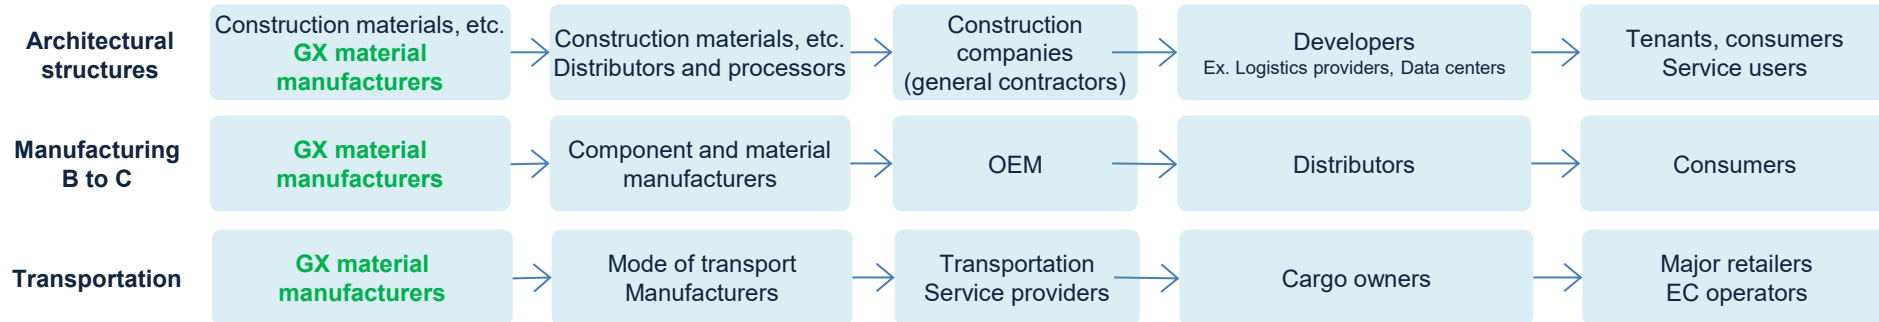 Architectural
structures
Construction materials, etc.
GX material
manufacturers
Construction materials, etc.
Distributors and processors
Construction
companies
(general contractors)
Developers
Ex. Logistics providers, Data centers
Tenants, consumers
Service users
Manufacturing
B to C
GX material
manufacturers
Component and material
manufacturers
OEM
Distributors
Consumers
Transportation
GX material
manufacturers
Mode of transport
Manufacturers
Transportation
Service providers
Cargo owners
Major retailers
EC operators